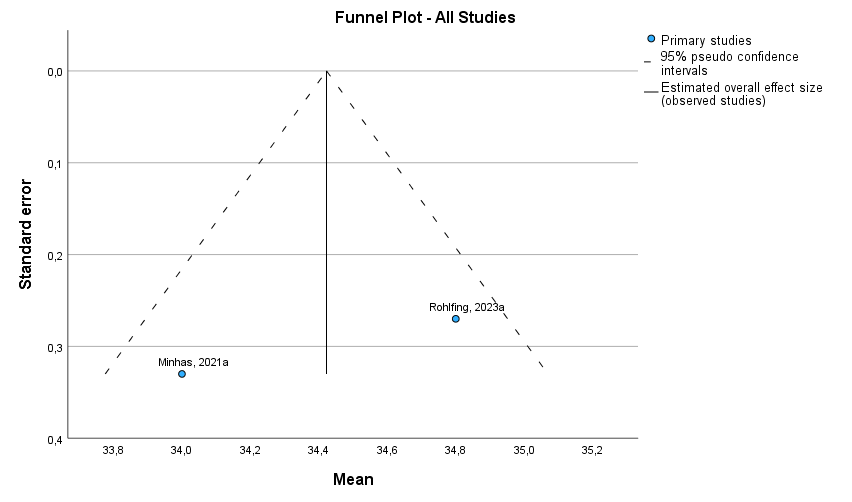 Funnel Plot - All Studies
Primary studies
95% pseudo confidence
intervals
Estimated overall effect size
(observed studies)
Standard error
0,0
0,1
0,2
0,3
0,4
Rohlfing, 2023a
Minhas, 2021a
33,8 34,0 34,2 34,4 34,6 34,8 35,0 35,2
Mean